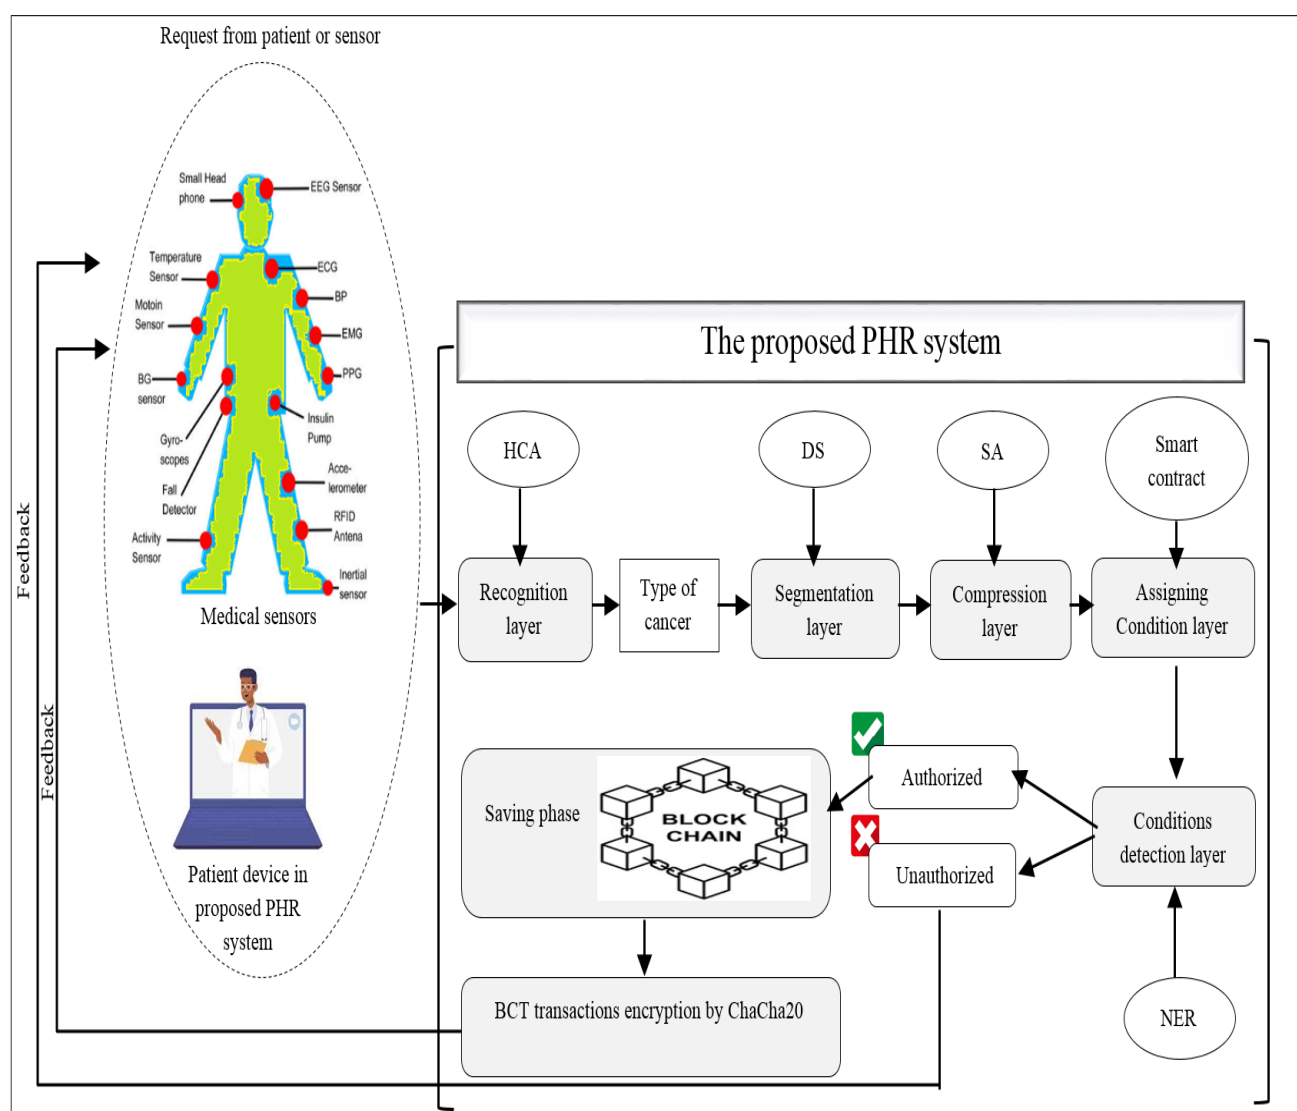 Request from patient or sensor
Small Head
phone
EEG Sensor
Temperature
Sensor
ECG
BP
Motoin
Sensor
EMG
BG
sensor
PPG
Gyro-
scopes
Insulin
Pump
Fall
Detector
Acce-
lerometer
RFID
Antena
Activity
Sensor
Inertial
sensor
Medical sensors
Patient device in
proposed PHR
system
Feedback
Feedback
The proposed PHR system
HCA
DS
SA
Smart
contract
Recognition
layer
Type of
cancer
Segmentation
layer
Compression
layer
Assigning
Condition layer
Authorized
Unauthorized
Conditions
detection layer
NER
Saving phase
BLOCK
CHAIN
BCT transactions encryption by ChaCha20